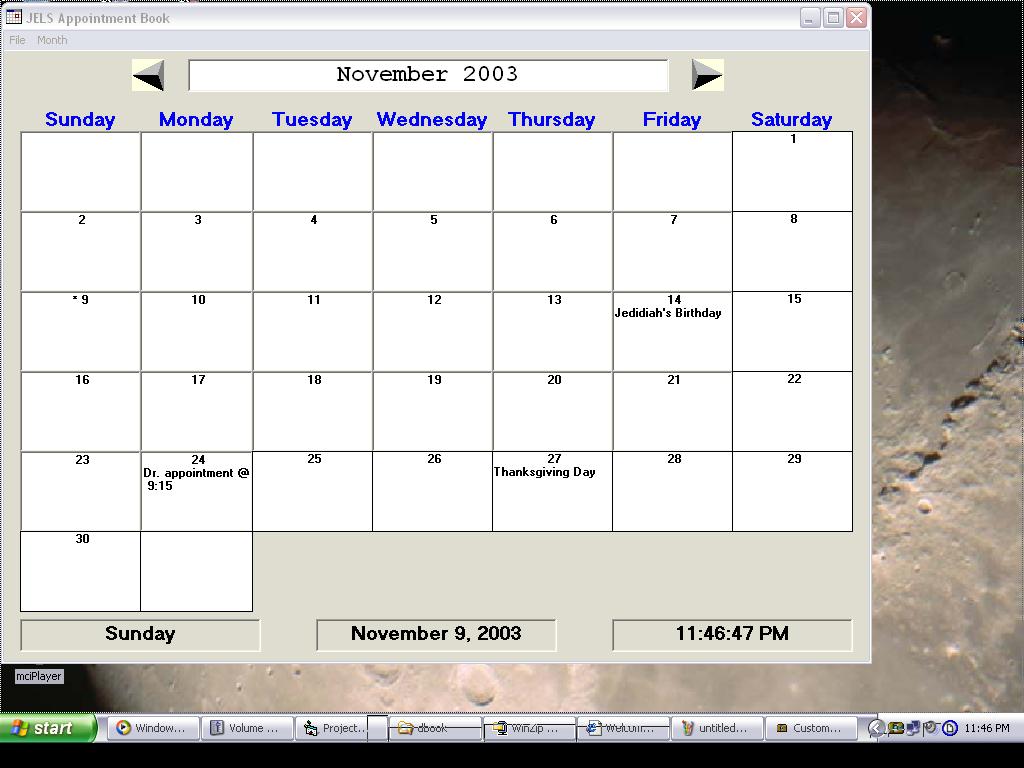 JELS Appointment Book
File Month
November 2003
Sunday Monday Tuesday Wednesday Thursday Friday Saturday
1
2 3 4 5 6 7 8
* 9 10 11 12 13 14 15
Jedidiah's Birthday
16 17 18 19 20 21 22
23 24 25 26 27 28 29
Dr. appointment @ Thanksgiving Day
9:15
30
Sunday November 9, 2003 11:46:47 PM
mciPlayer
start Window... Volume ... Project... dbook WinZip ... Welcom... untitled... Custom... 11:46 PM